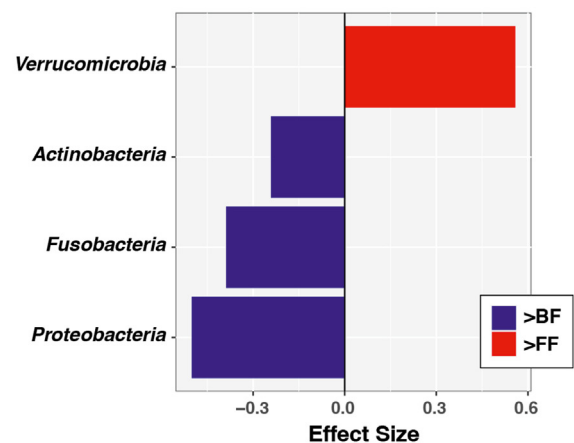 Verrucomicrobia
Actinobacteria
Fusobacteria
Proteobacteria
>BF
>FF
−0.3 0.0 0.3 0.6
Effect Size